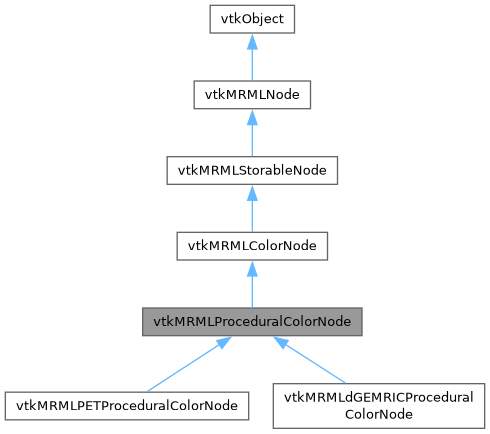 vtkObject
vtkMRMLNode
vtkMRMLStorableNode
vtkMRMLColorNode
vtkMRMLProceduralColorNode
vtkMRMLPETProceduralColorNode
vtkMRMLdGEMRICProcedural
ColorNode